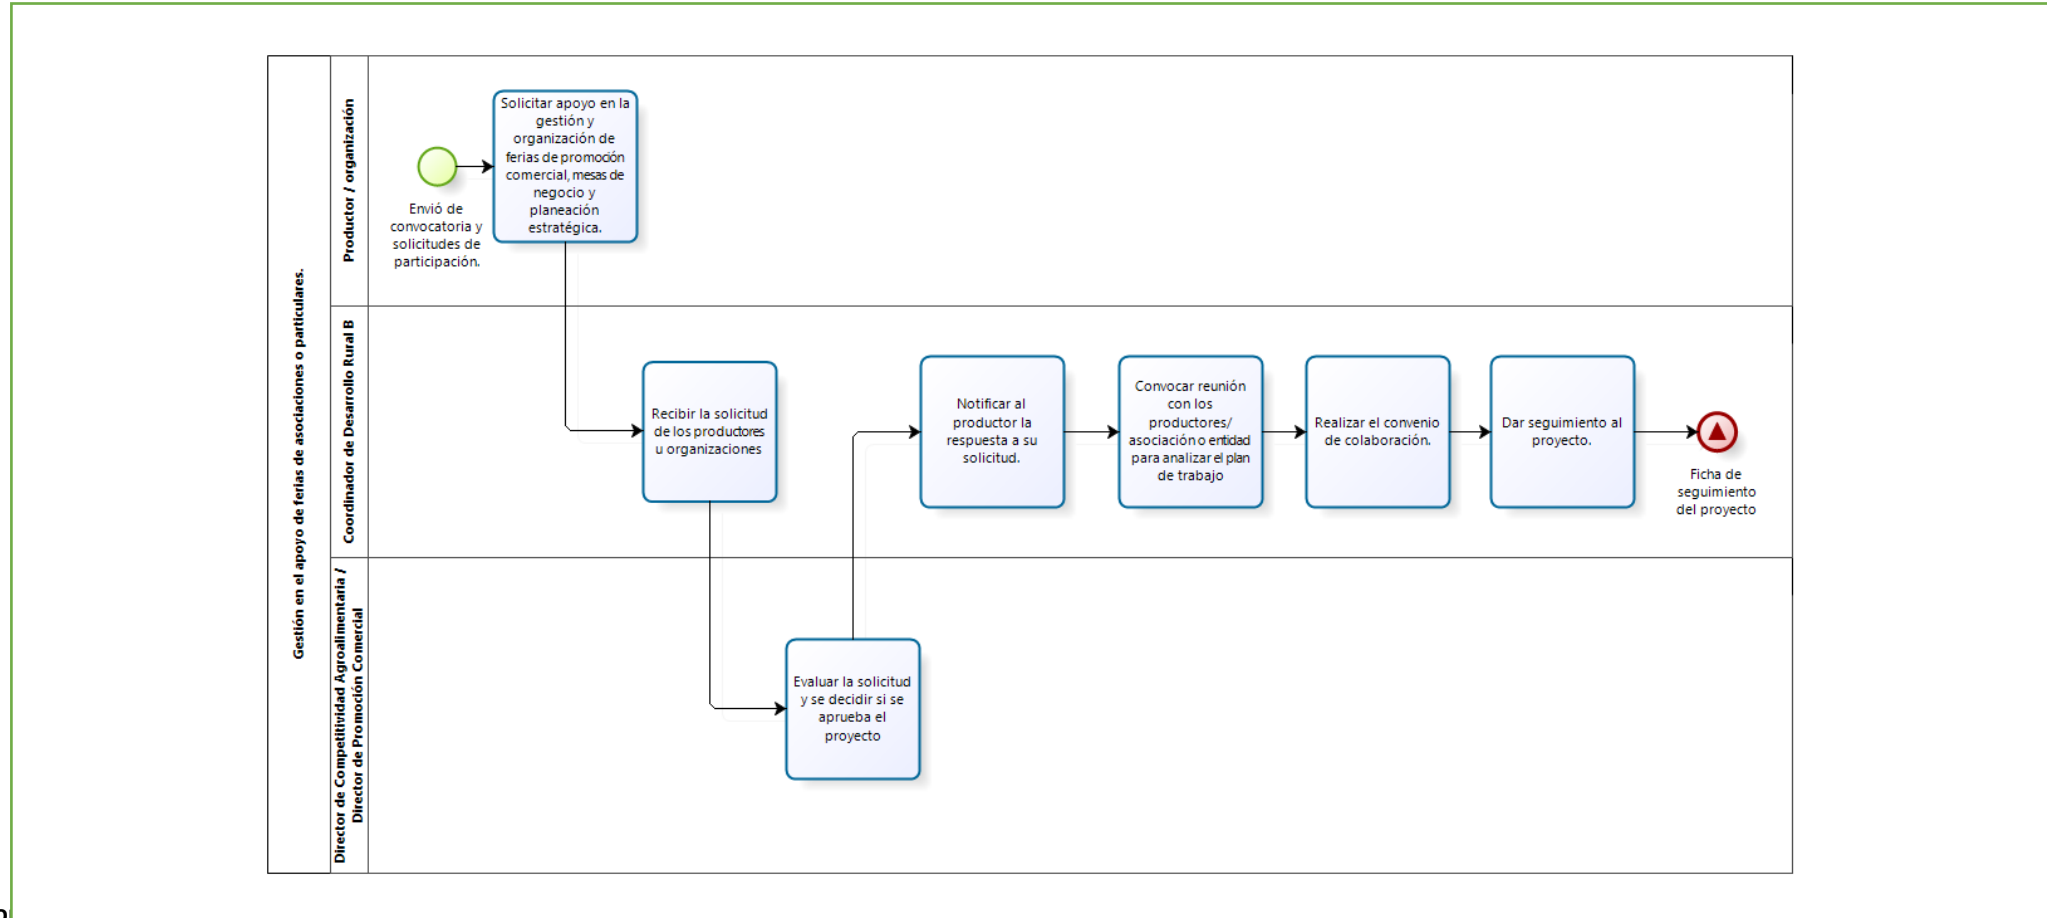 Gestión en el apoyo de ferias de asociaciones o particulares.
Productor / organización
Envió de
convocatoria y
solicitudes de
participación.
Solicitar apoyo en la
gestión y
organización de
ferias de promoción
comercial, mesas de
negocio y
planeación
estratégica.
Coordinador de Desarrollo Rural B
Recibir la solicitud
de los productores
u organizaciones
Notificar al
productor la
respuesta a su
solicitud.
Convocar reunión
con los
productores/
asociación o entidad
para analizar el plan
de trabajo
Realizar el convenio
de colaboración.
Dar seguimiento al
proyecto.
Ficha de
seguimiento
del proyecto
Director de Competitividad Agroalimentaria /
Director de Promoción Comercial
Evaluar la solicitud
y se decidir si se
aprueba el
proyecto